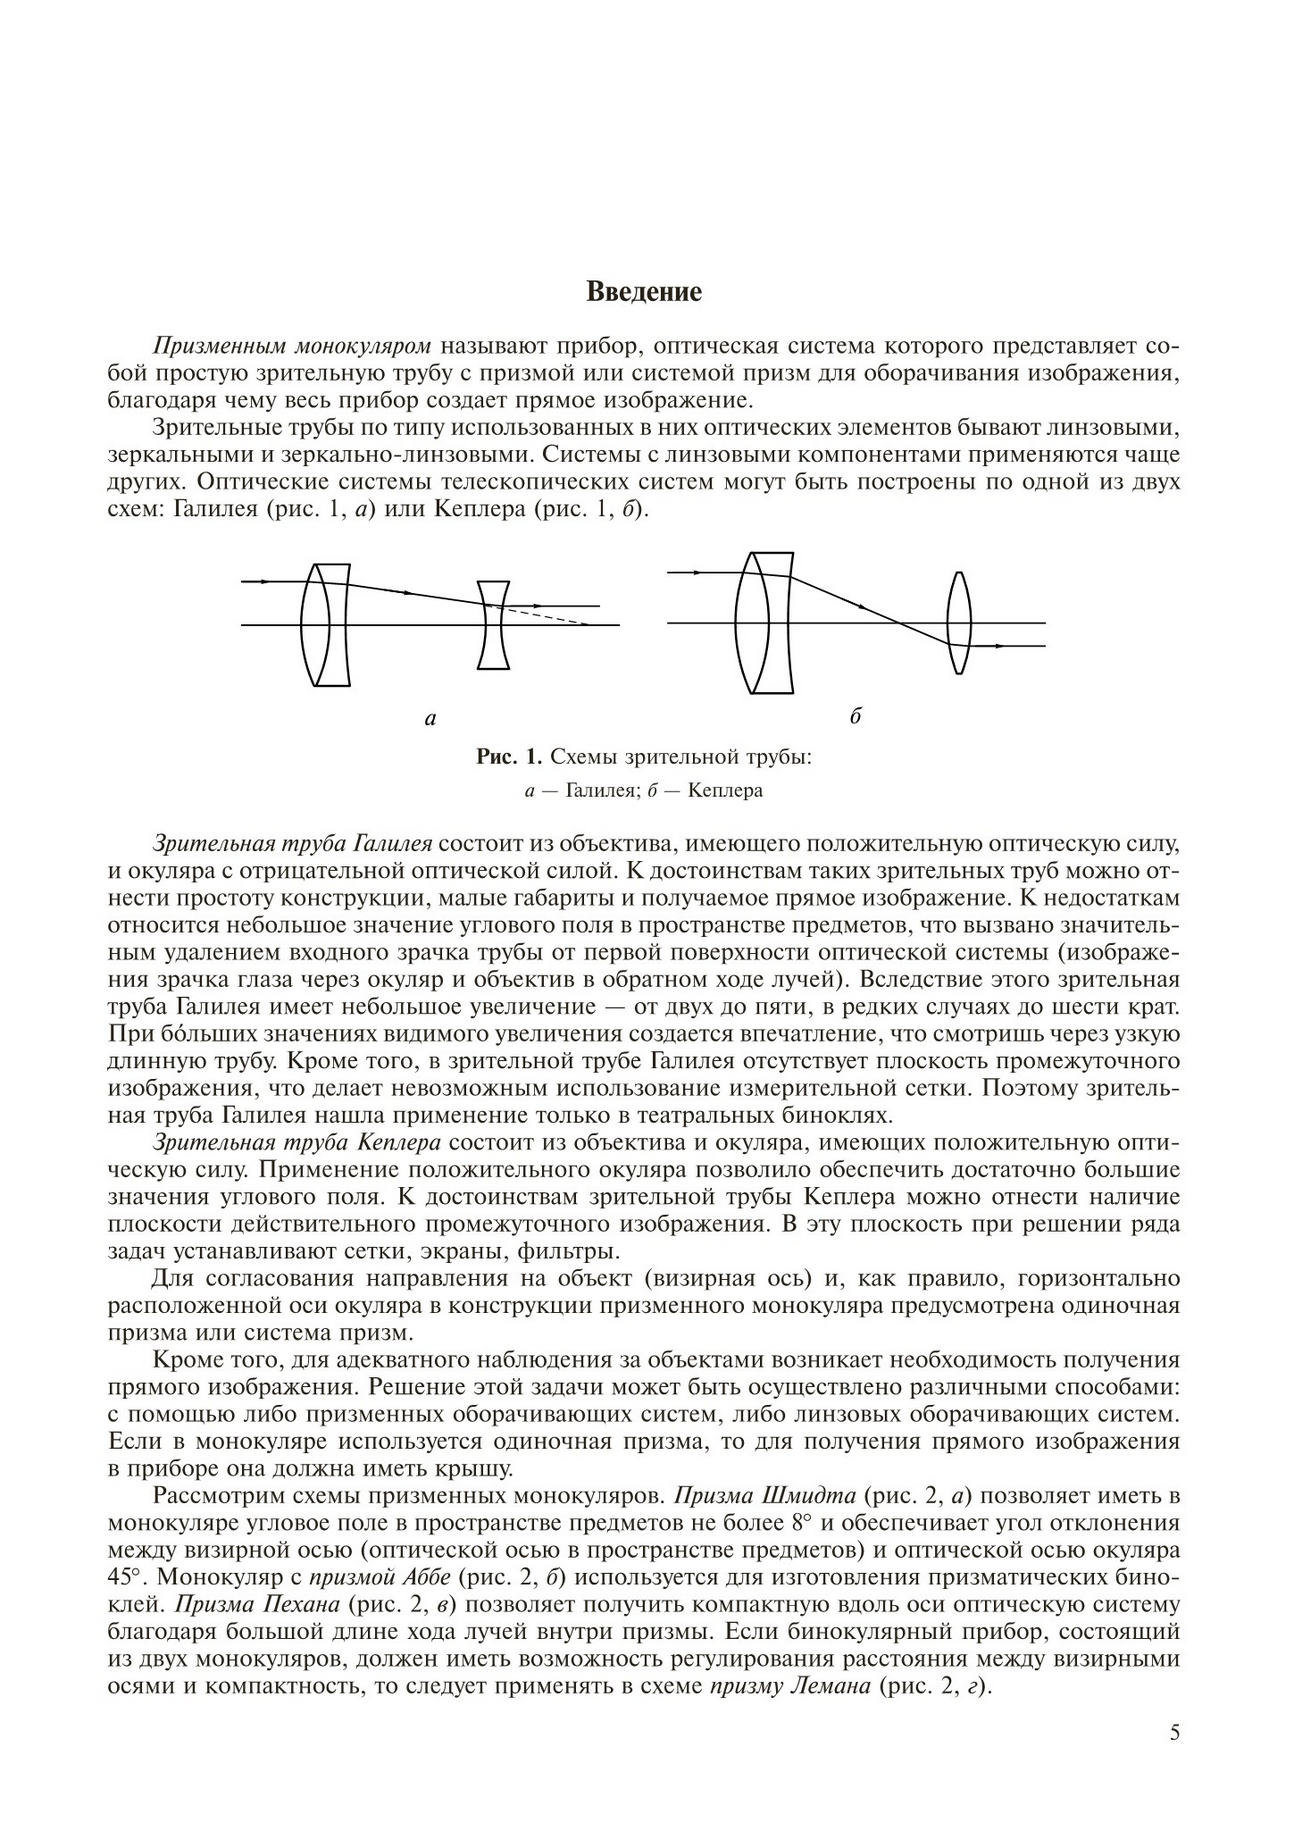 Введение
Призменным монокуляром называют прибор, оптическая система которого представляет со-
бой простую зрительную трубу с призмой или системой призм для оборачивания изображения,
благодаря чему весь прибор создает прямое изображение.
Зрительные трубы по типу использованных в них оптических элементов бывают линзовыми,
зеркальными и зеркально-линзовыми. Системы с линзовыми компонентами применяются чаще
других. Оптические системы телескопических систем могут быть построены по одной из двух
схем: Галилея (рис. 1, а) или Кеплера (рис. 1, б).
а
б
Рис. 1. Схемы зрительной трубы:
а — Галилея; б — Кеплера
Зрительная труба Галилея состоит из объектива, имеющего положительную оптическую силу,
и окуляра с отрицательной оптической силой. К достоинствам таких зрительных труб можно от-
нести простоту конструкции, малые габариты и получаемое прямое изображение. К недостаткам
относится небольшое значение углового поля в пространстве предметов, что вызвано значитель-
ным удалением входного зрачка трубы от первой поверхности оптической системы (изображе-
ния зрачка глаза через окуляр и объектив в обратном ходе лучей). Вследствие этого зрительная
труба Галилея имеет небольшое увеличение — от двух до пяти, в редких случаях до шести крат.
При бо́льших значениях видимого увеличения создается впечатление, что смотришь через узкую
длинную трубу. Кроме того, в зрительной трубе Галилея отсутствует плоскость промежуточного
изображения, что делает невозможным использование измерительной сетки. Поэтому зритель-
ная труба Галилея нашла применение только в театральных биноклях.
Зрительная труба Кеплера состоит из объектива и окуляра, имеющих положительную опти-
ческую силу. Применение положительного окуляра позволило обеспечить достаточно большие
значения углового поля. К достоинствам зрительной трубы Кеплера можно отнести наличие
плоскости действительного промежуточного изображения. В эту плоскость при решении ряда
задач устанавливают сетки, экраны, фильтры.
Для согласования направления на объект (визирная ось) и, как правило, горизонтально
расположенной оси окуляра в конструкции призменного монокуляра предусмотрена одиночная
призма или система призм.
Кроме того, для адекватного наблюдения за объектами возникает необходимость получения
прямого изображения. Решение этой задачи может быть осуществлено различными способами:
с помощью либо призменных оборачивающих систем, либо линзовых оборачивающих систем.
Если в монокуляре используется одиночная призма, то для получения прямого изображения
в приборе она должна иметь крышу.
Рассмотрим схемы призменных монокуляров. Призма Шмидта (рис. 2, а) позволяет иметь в
монокуляре угловое поле в пространстве предметов не более 8° и обеспечивает угол отклонения
между визирной осью (оптической осью в пространстве предметов) и оптической осью окуляра
45°. Монокуляр с призмой Аббе (рис. 2, б) используется для изготовления призматических бино-
клей. Призма Пехана (рис. 2, в) позволяет получить компактную вдоль оси оптическую систему
благодаря большой длине хода лучей внутри призмы. Если бинокулярный прибор, состоящий
из двух монокуляров, должен иметь возможность регулирования расстояния между визирными
осями и компактность, то следует применять в схеме призму Лемана (рис. 2, г).
5